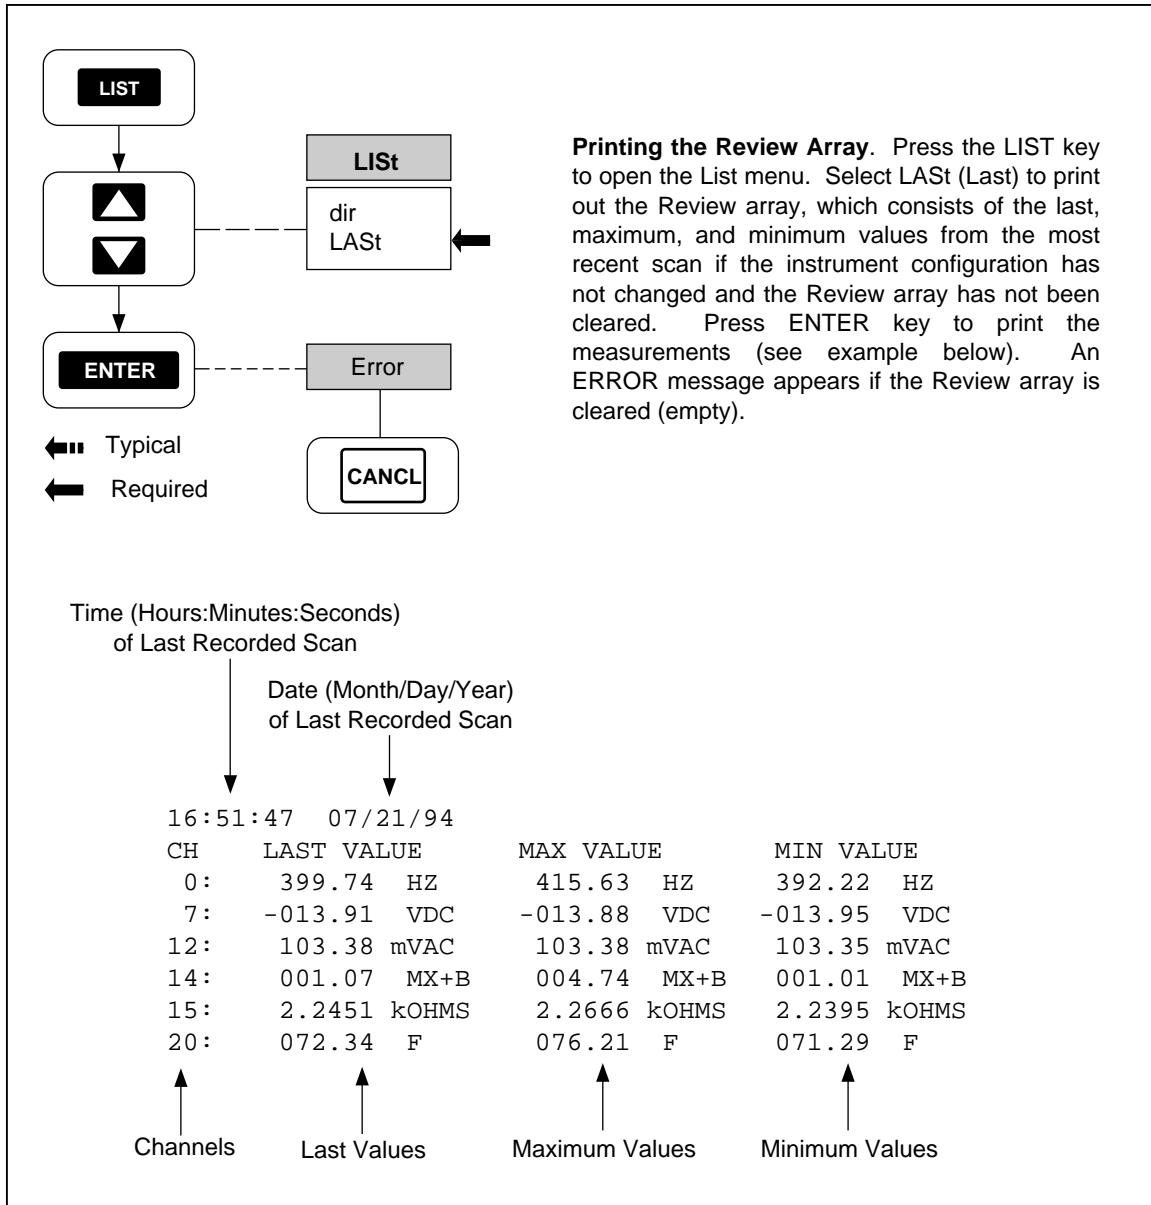 LIST
LISt
dir
LASt
ENTER
Error
CANCL
Typical
Required
Printing the Review Array. Press the LIST key
to open the List menu. Select LASt (Last) to print
out the Review array, which consists of the last,
maximum, and minimum values from the most
recent scan if the instrument configuration has
not changed and the Review array has not been
cleared. Press ENTER key to print the
measurements (see example below). An
ERROR message appears if the Review array is
cleared (empty).
Time (Hours:Minutes:Seconds)
of Last Recorded Scan
Date (Month/Day/Year)
of Last Recorded Scan
16:51:47 07/21/94
CH LAST VALUE MAX VALUE MIN VALUE
0: 399.74 HZ 415.63 HZ 392.22 HZ
7: -013.91 VDC -013.88 VDC -013.95 VDC
12: 103.38 mVAC 103.38 mVAC 103.35 mVAC
14: 001.07 MX+B 004.74 MX+B 001.01 MX+B
15: 2.2451 kOHMS 2.2666 kOHMS 2.2395 kOHMS
20: 072.34 F 076.21 F 071.29 F
Channels Last Values Maximum Values Minimum Values